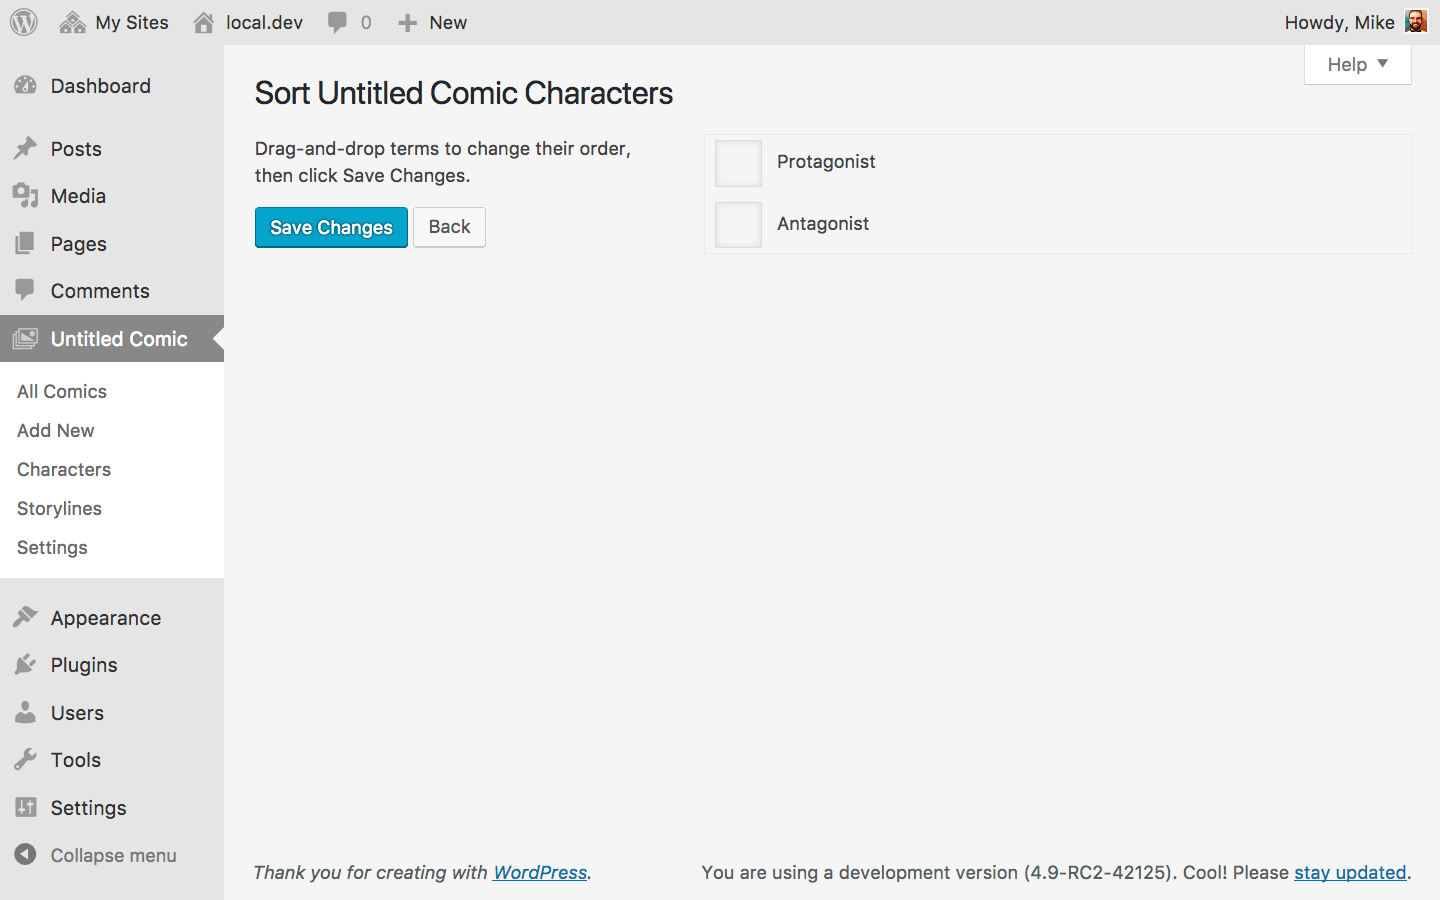 My Sites
local.dev
0
New
Howdy, Mike
Help
Dashboard
Posts
Media
Pages
Comments
Untitled Comic
All Comics
Add New
Characters
Storylines
Settings
Appearance
Plugins
Users
Tools
Settings
Collapse menu
Sort Untitled Comic Characters
Drag-and-drop terms to change their order,
then click Save Changes.
Save Changes
Back
Protagonist
Antagonist
Thank you for creating with WordPress.
You are using a development version (4.9-RC2-42125). Cool! Please stay updated.